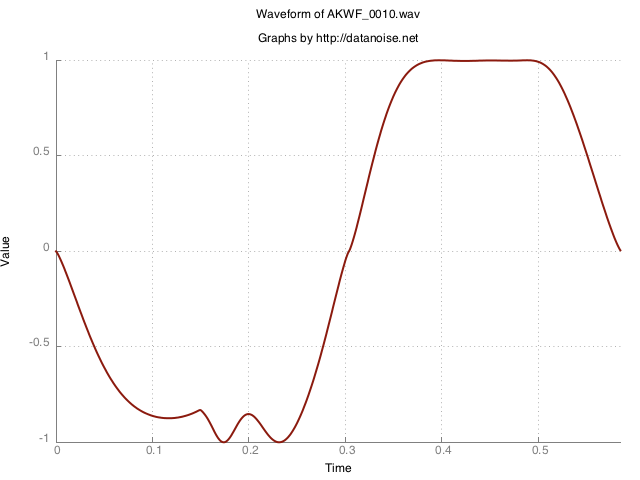 Waveform of AKWF_0010.wav
Graphs by http://datanoise.net
1
0.5
0
-0.5
-1
Value
0 0.1 0.2 0.3 0.4 0.5
Time